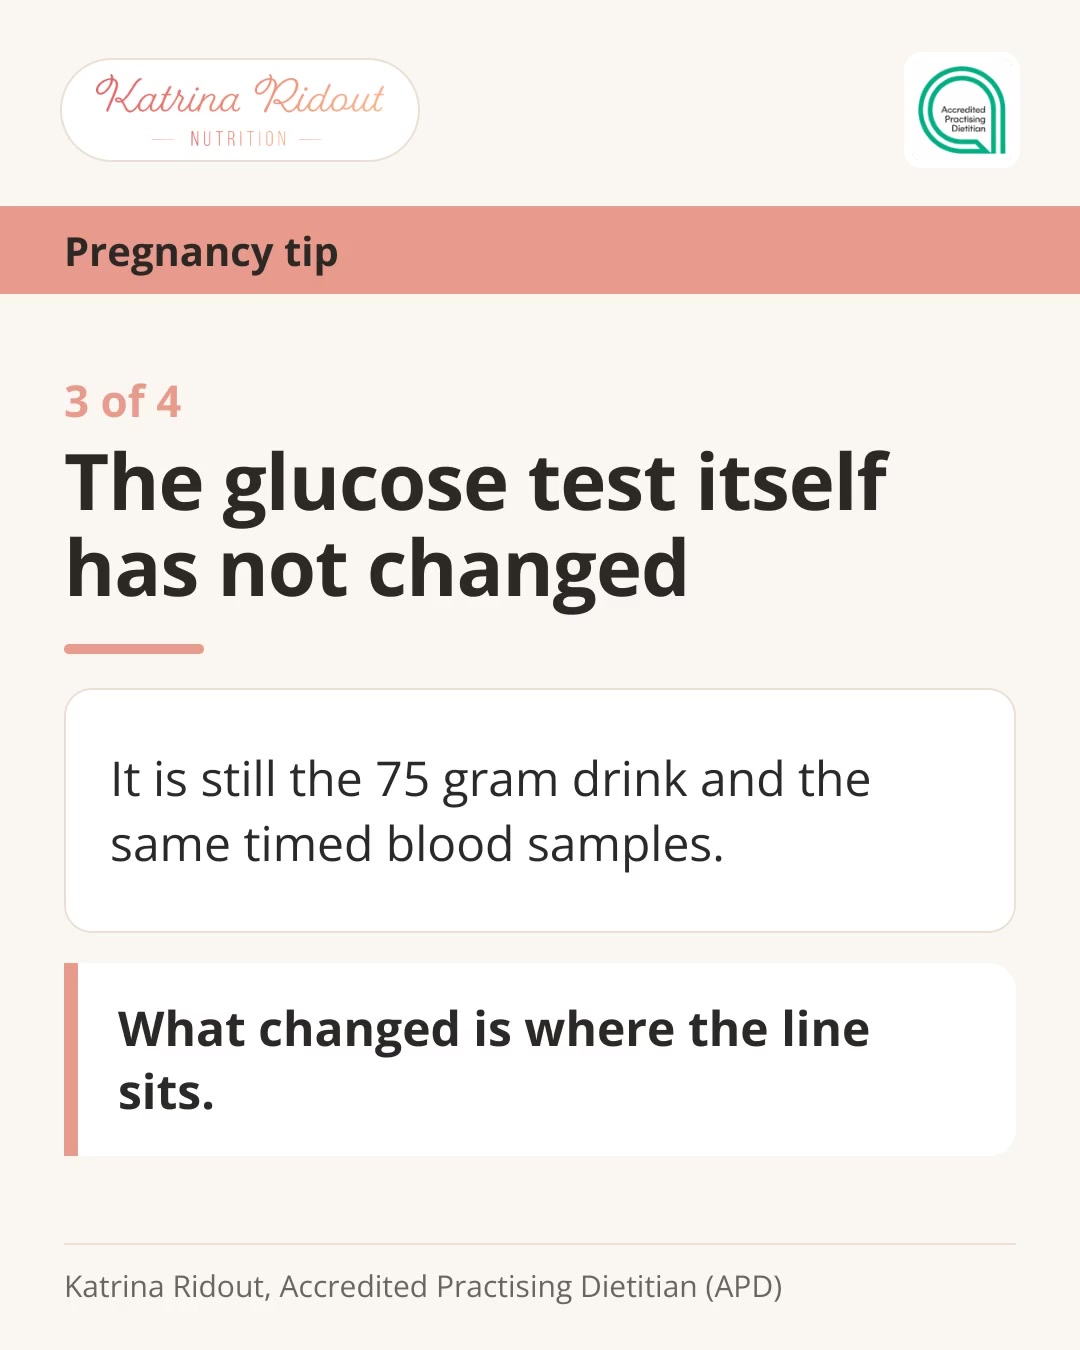 Katrina Ridout
NUTRITION
Accredited
Practising
Dietitian
Pregnancy tip
3 of 4
The glucose test itself
has not changed
It is still the 75 gram drink and the
same timed blood samples.
What changed is where the line
sits.
Katrina Ridout, Accredited Practising Dietitian (APD)